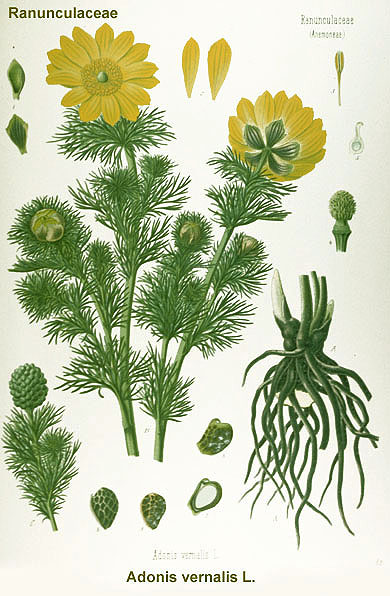 Ranunculaceae
Ranunculaceae
(Anemoneae.)
Adonis vernalis L.
Adonis vernalis L.